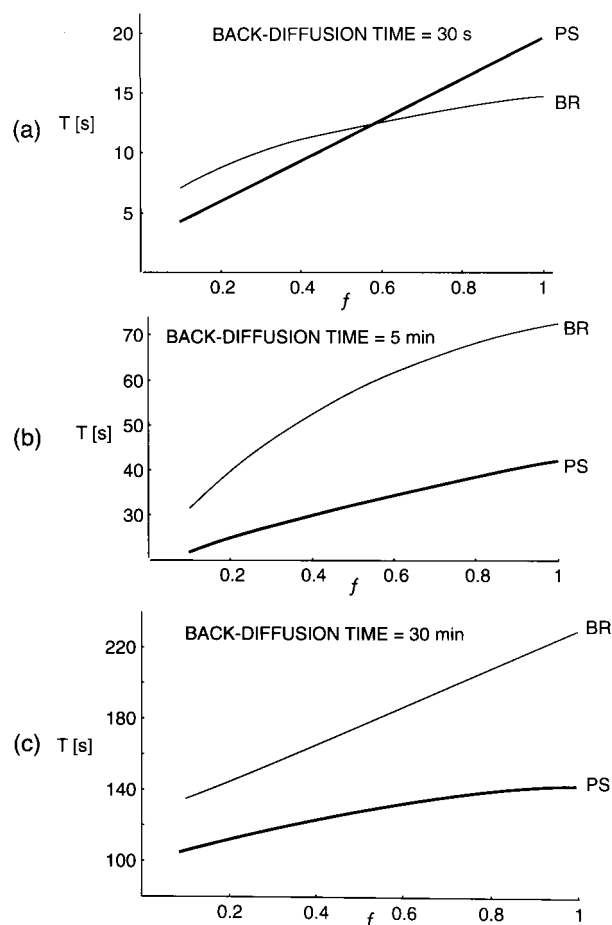 (a)
T [s]
BACK-DIFFUSION TIME = 30 s
20
15
10
5
PS
BR
0.2 0.4 0.6 0.8 1
f
(b)
T [s]
BACK-DIFFUSION TIME = 5 min
70
60
50
40
30
BR
PS
0.2 0.4 0.6 0.8 1
f
(c)
T [s]
BACK-DIFFUSION TIME = 30 min
220
180
140
100
BR
PS
0.2 0.4 0.6 0.8 1
f